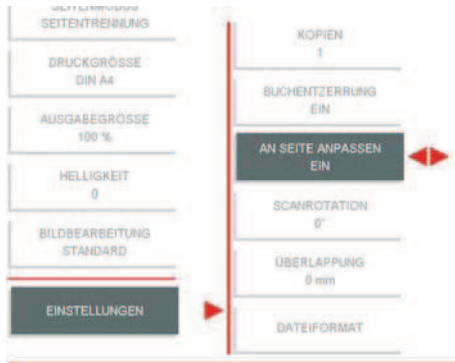 SEITENMODUS
SEITENTRENNUNG
DRUCKGRÖSSE
DIN A4
AUSGABEGRÖSSE
100 %
HELLIGKEIT
0
BILDBEARBEITUNG
STANDARD
EINSTELLUNGEN
KOPIEN
1
BUCHENTZERRUNG
EIN
AN SEITE ANPASSEN
EIN
SCANROTATION
0°
ÜBERLAPPUNG
0 mm
DATEIFORMAT